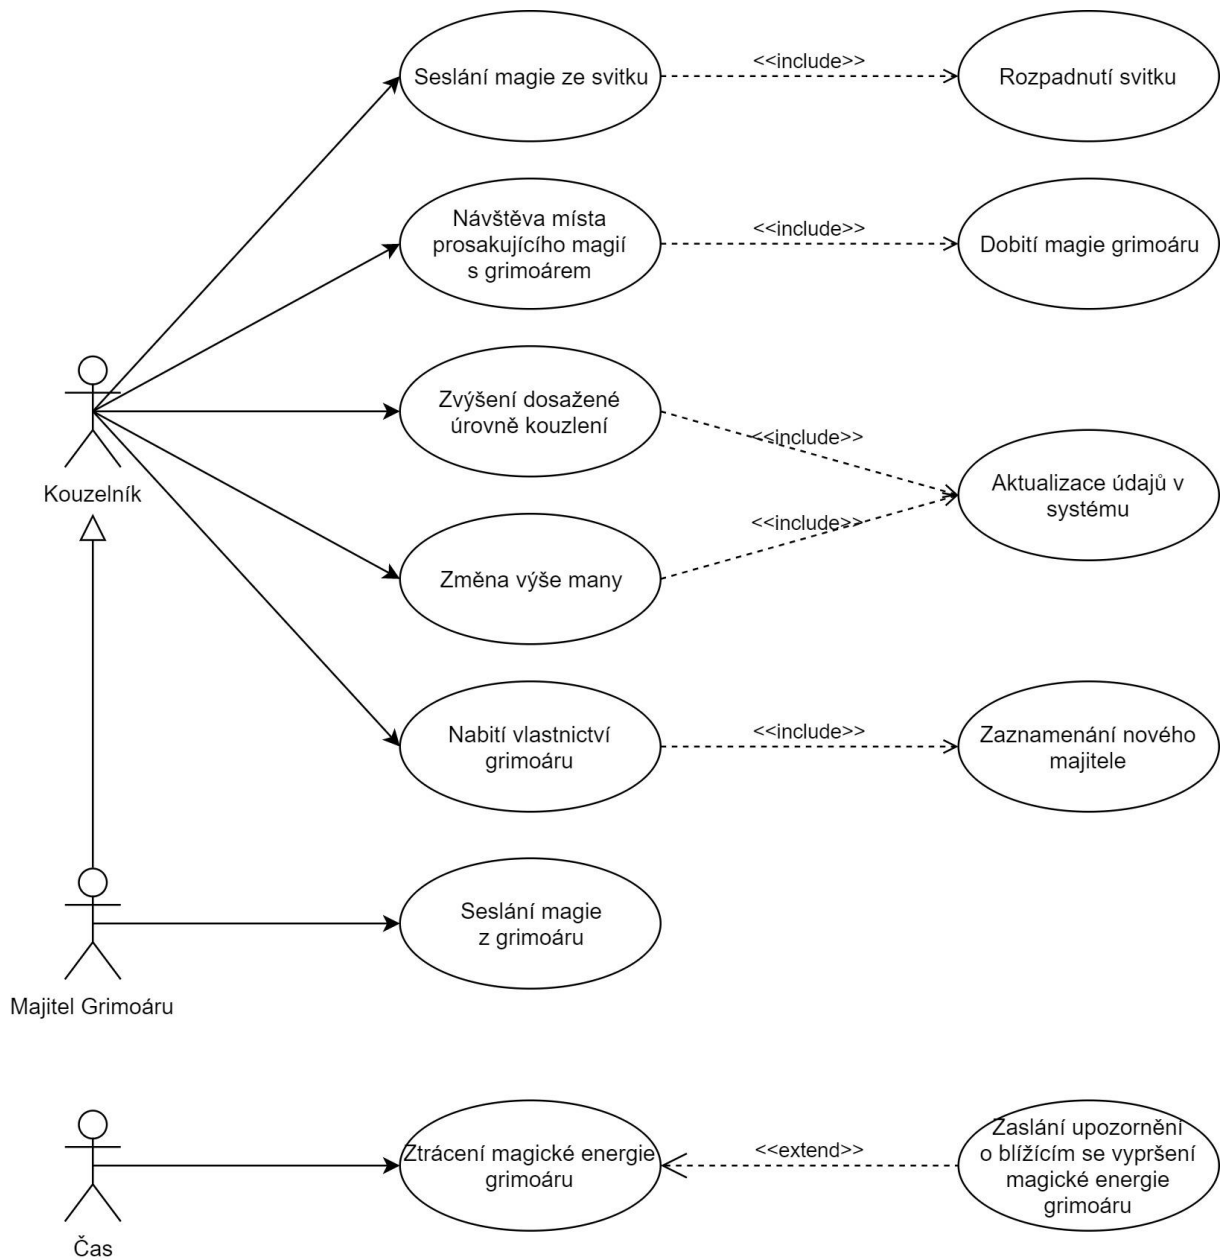 Seslání magie ze svitku
<<include>>
Rozpadnutí svitku
Návštěva místa
prosakujícího magií
s grimoárem
<<include>>
Dobití magie grimoáru
Zvýšení dosažené
úrovně kouzlení
<<include>>
Kouzelník
Aktualizace údajů v
systému
<<include>>
Změna výše many
Nabití vlastnictví
grimoáru
<<include>>
Zaznamenání nového
majitele
Seslání magie
z grimoáru
Majitel Grimoáru
Ztrácení magické energie
grimoáru
<<extend>>
Zaslání upozornění
o blížícím se vypršení
magické energie
grimoáru
Čas